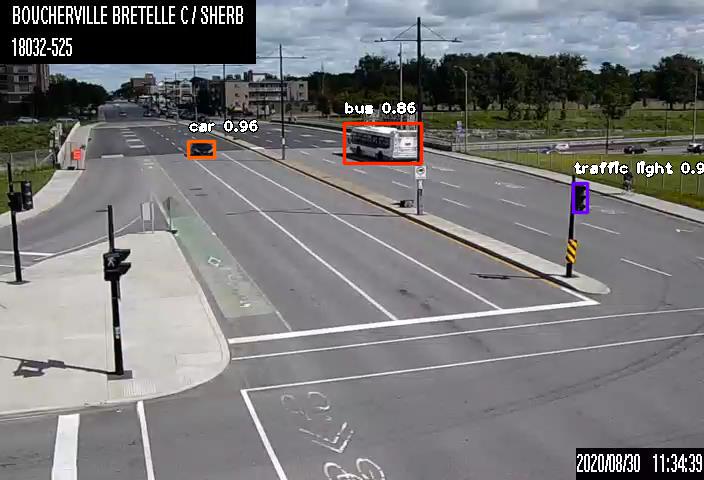 BOUCHERVILLE BRETELLE C / SHERB
18032-525
bus 0.86
car 0.96
traffic light 0.9
2020/08/30 11:34:39